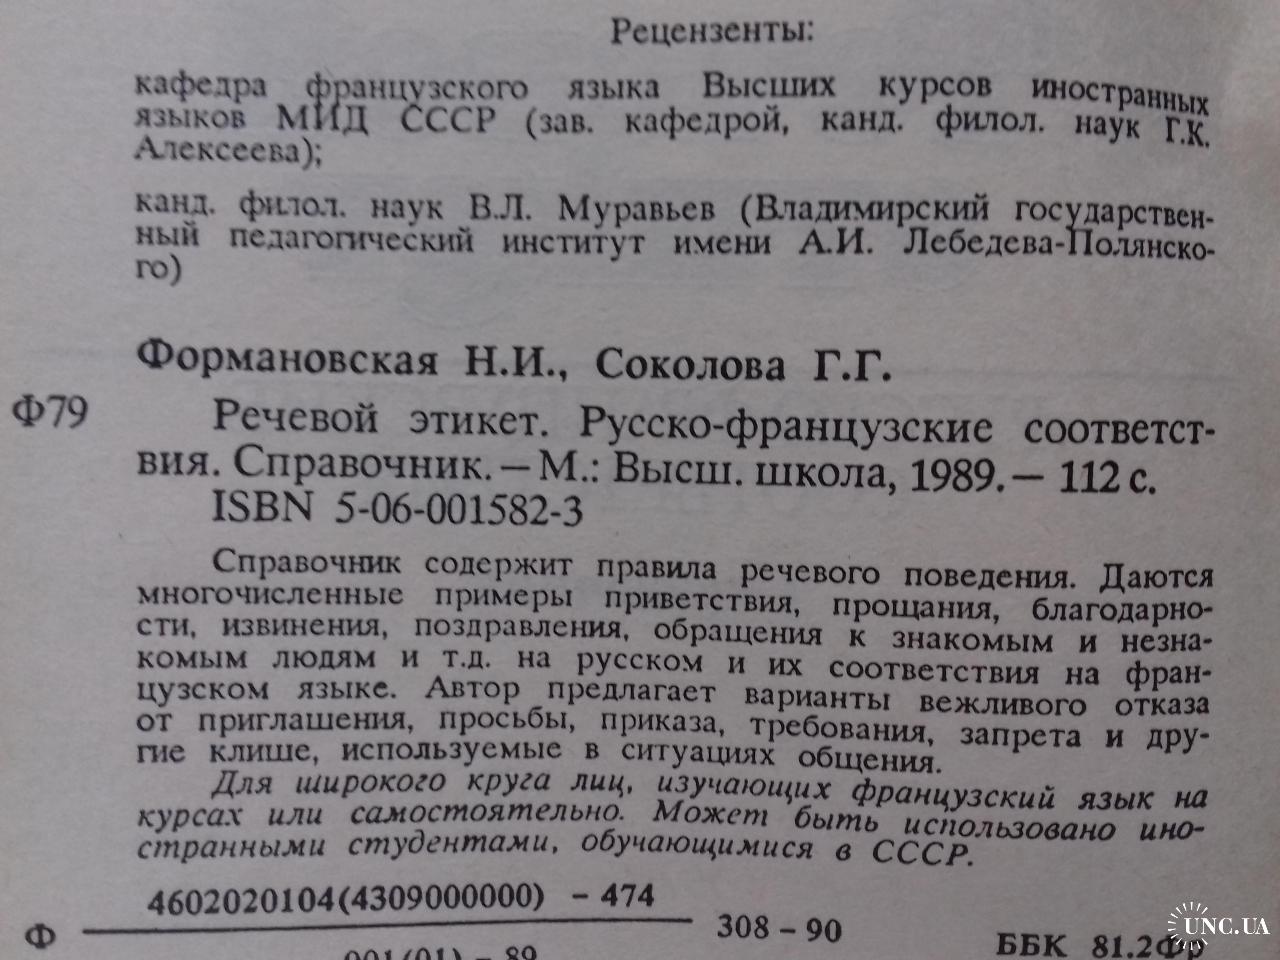 Рецензенты:
кафедра французского языка Высших курсов иностранных
языков МИД СССР (зав. кафедрой, канд. филол. наук Г.К.
Алексеева);
канд. филол. наук В.Л. Муравьев (Владимирский государствен-
ный педагогический институт имени А.И. Лебедева-Полянско-
го)
Формановская Н.И., Соколова Г.Г.
Ф79 Речевой этикет. Русско-французские соответст-
вия. Справочник. — М.: Высш. школа, 1989. — 112 с.
ISBN 5-06-001582-3
Справочник содержит правила речевого поведения. Даются
многочисленные примеры приветствия, прощания, благодарно-
сти, извинения, поздравления, обращения к знакомым и незна-
комым людям и т.д. на русском и их соответствия на фран-
цузском языке. Автор предлагает варианты вежливого отказа
от приглашения, просьбы, приказа, требования, запрета и дру-
гие клише, используемые в ситуациях общения.
Для широкого круга лиц, изучающих французский язык на
курсах или самостоятельно. Может быть использовано ино-
странными студентами, обучающимися в СССР.
4602020104(4309000000) – 474
Ф 308 – 90
001(01) – 89
ББК 81.2Фр
UNC.UA